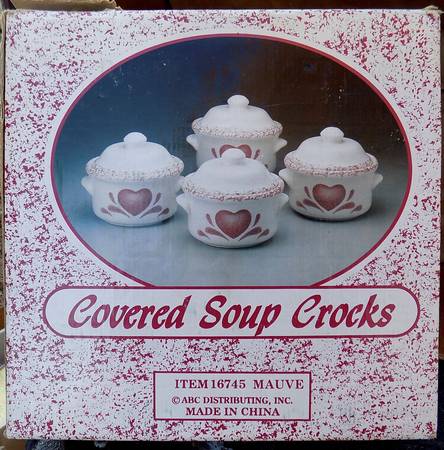 Covered Soup Crocks
ITEM 16745 MAUVE
© ABC DISTRIBUTING, INC.
MADE IN CHINA